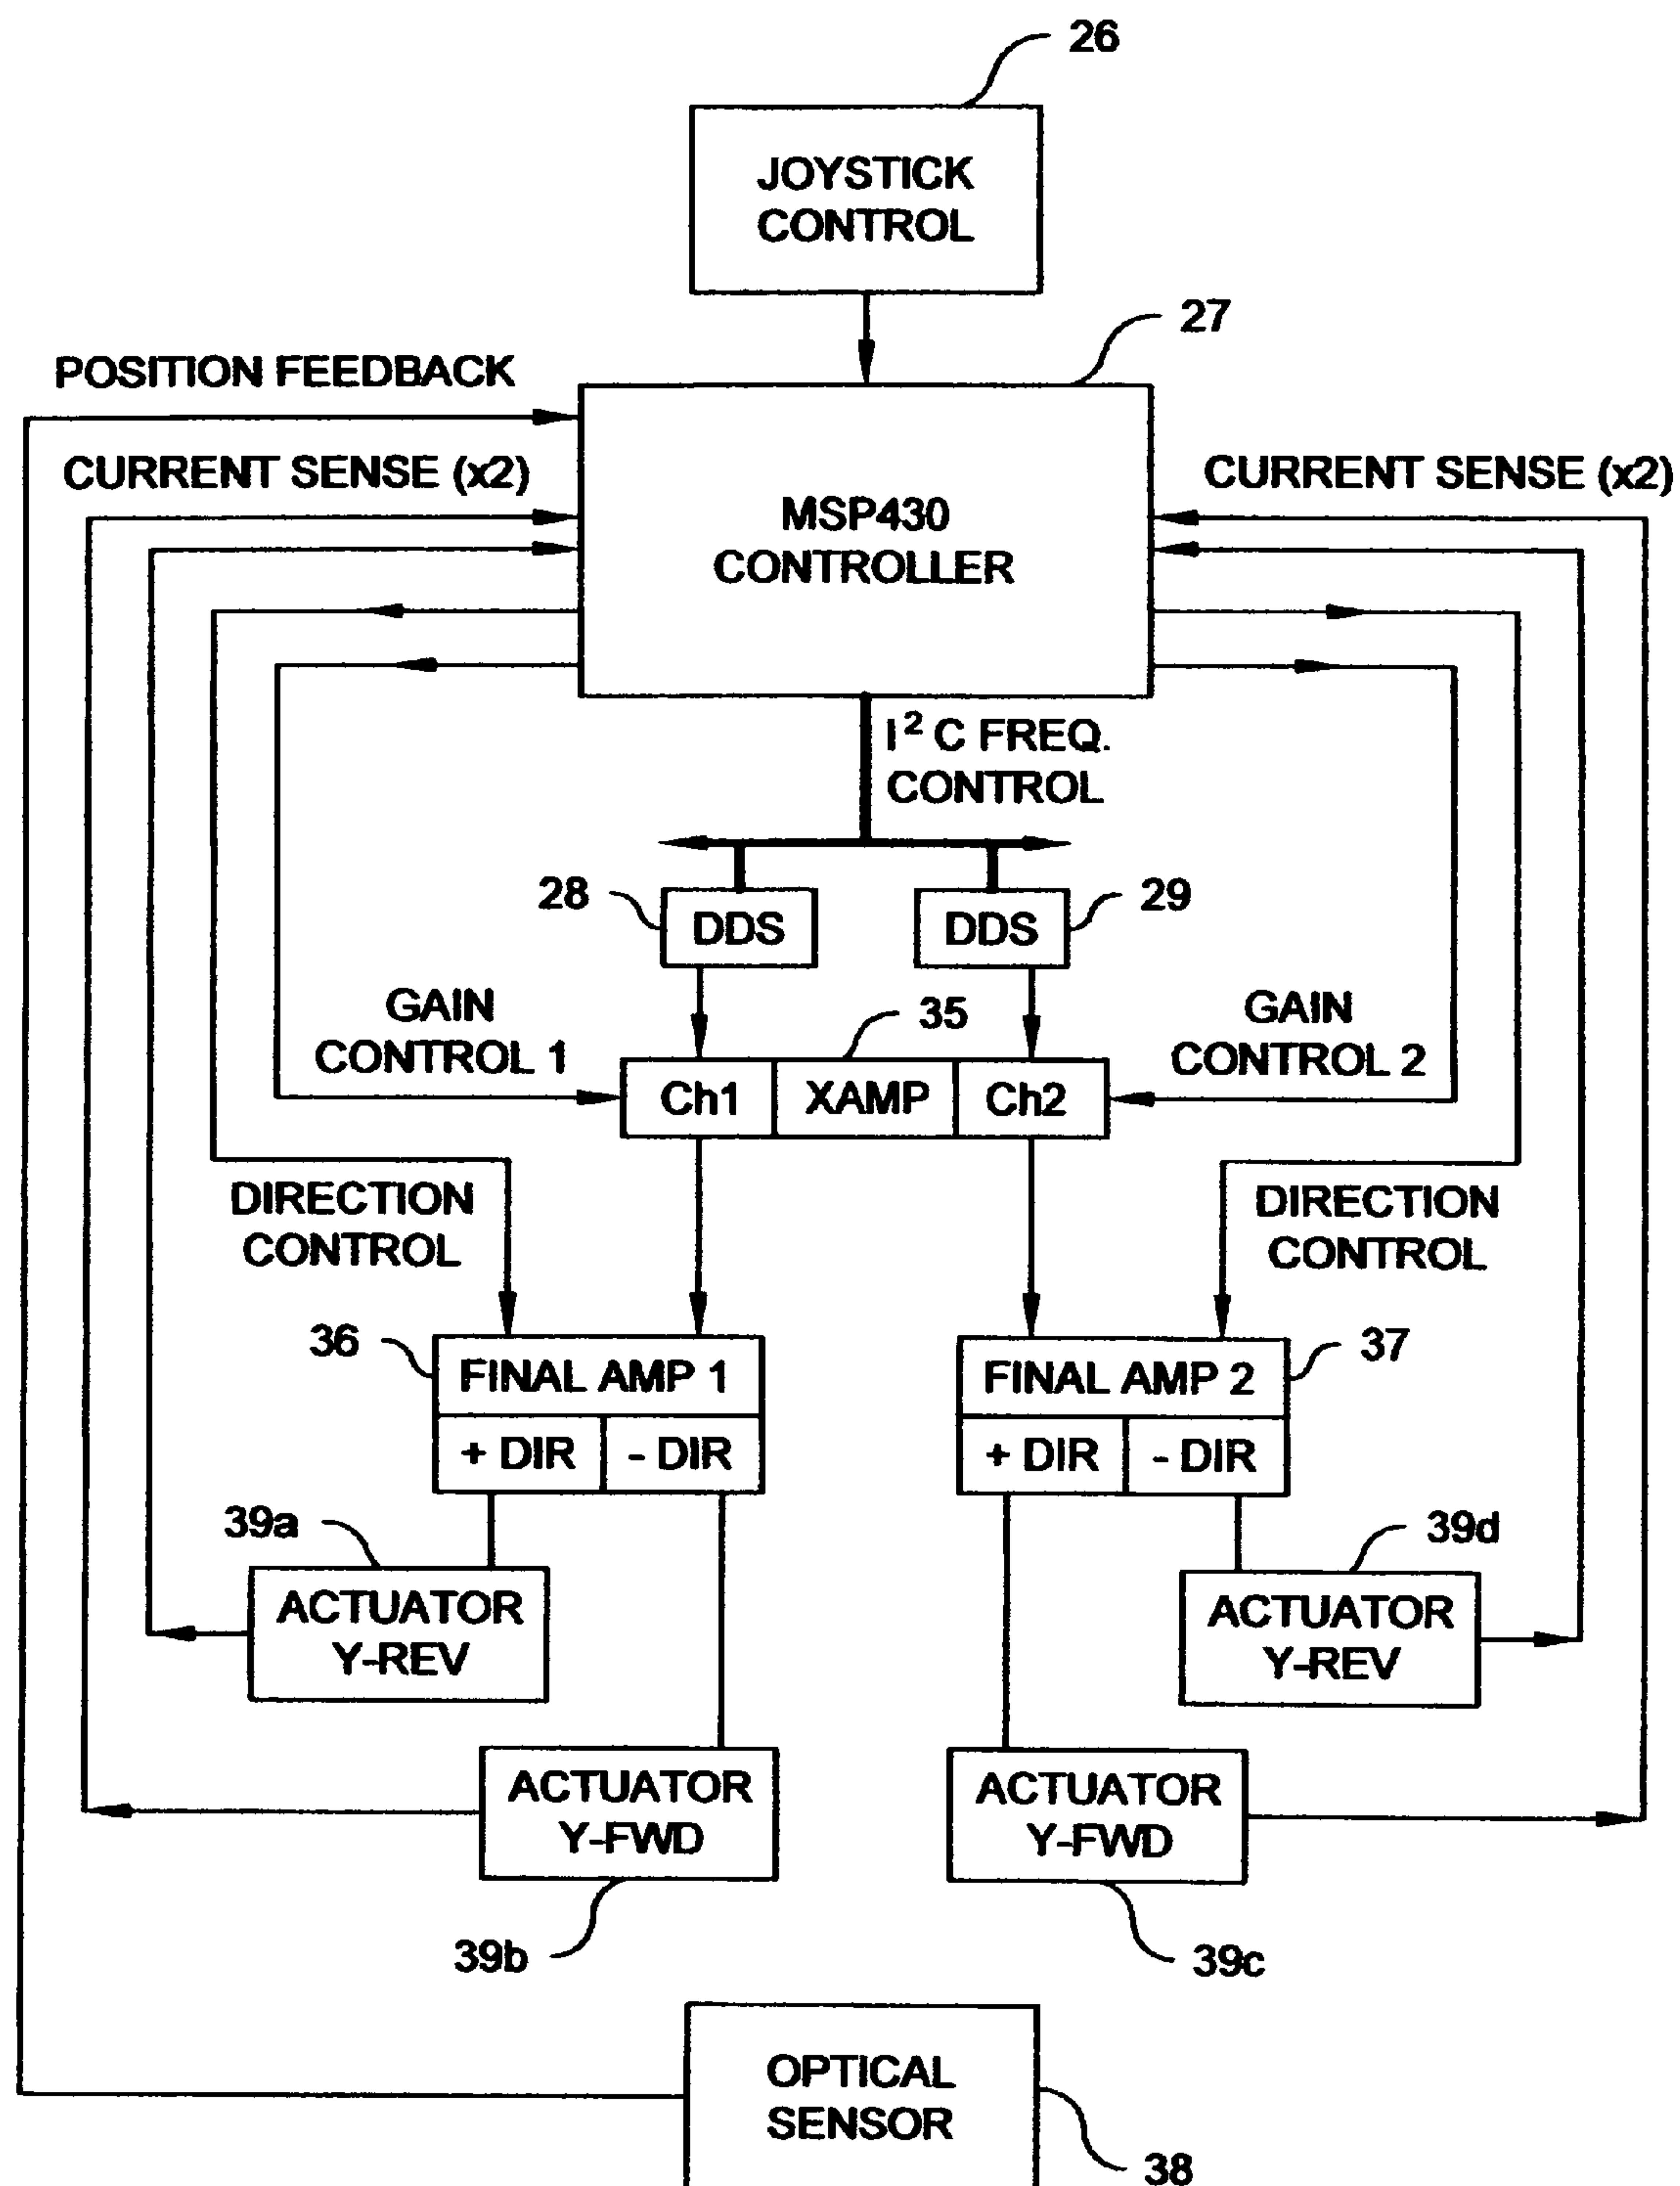 26
JOYSTICK
CONTROL
27
POSITION FEEDBACK
CURRENT SENSE (x2)
CURRENT SENSE (x2)
MSP430
CONTROLLER
I² C FREQ.
CONTROL
28
DDS
DDS
29
GAIN
CONTROL 1
35
GAIN
CONTROL 2
Ch1
XAMP
Ch2
DIRECTION
CONTROL
DIRECTION
CONTROL
36
FINAL AMP 1
FINAL AMP 2
37
+ DIR
- DIR
+ DIR
- DIR
39a
39d
ACTUATOR
Y-REV
ACTUATOR
Y-REV
ACTUATOR
Y-FWD
ACTUATOR
Y-FWD
39b
39c
OPTICAL
SENSOR
38